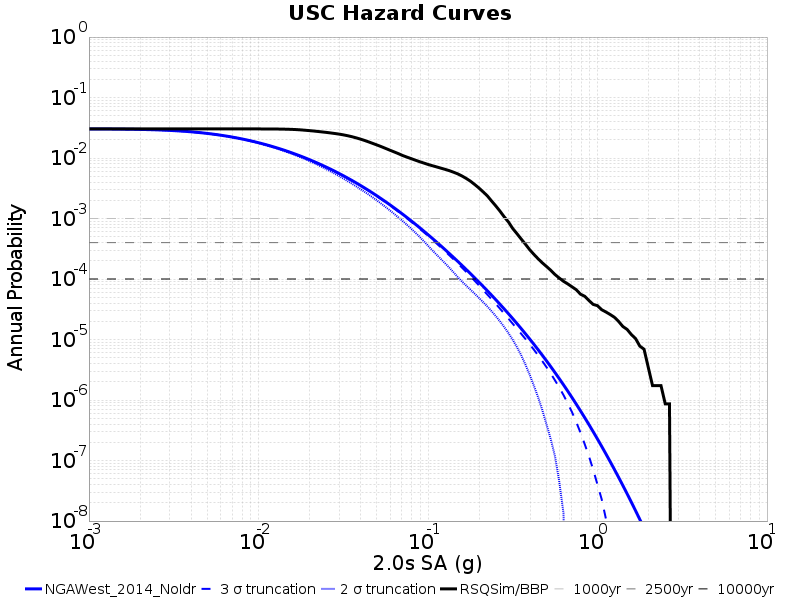 USC Hazard Curves
10^0
10^-1
10^-2
10^-3
10^-4
10^-5
10^-6
10^-7
10^-8
Annual Probability
10^-3 10^-2 10^-1 10^0 10^1
2.0s SA (g)
NGAWest_2014_NoIdr 3 σ truncation 2 σ truncation RSQSim/BBP 1000yr 2500yr 10000yr